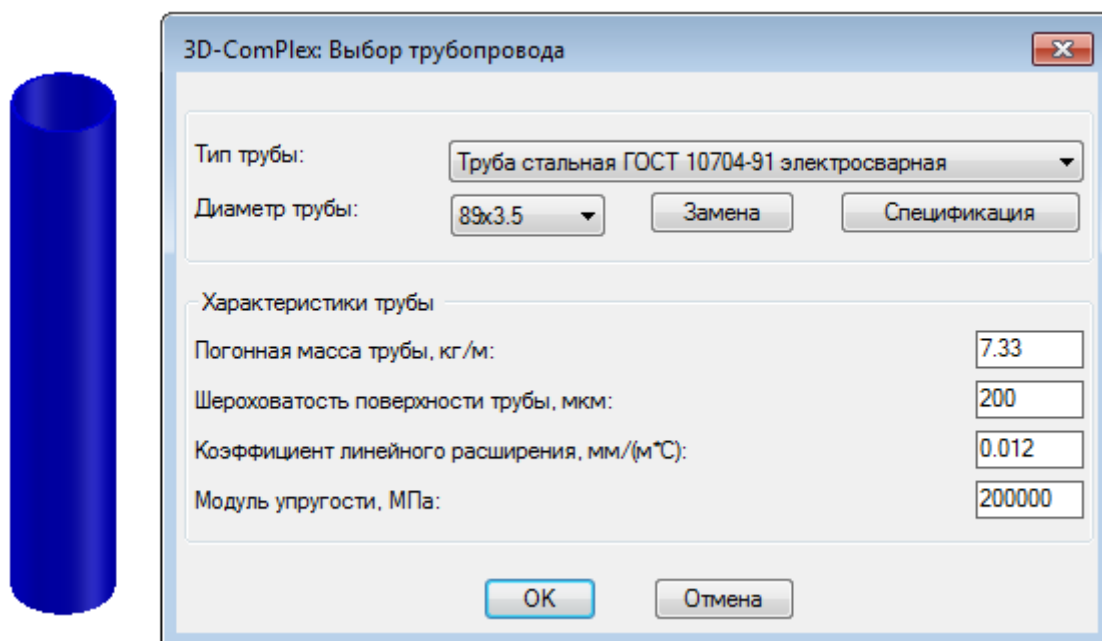 3D-ComPlex: Выбор трубопровода
Тип трубы: Труба стальная ГОСТ 10704-91 электросварная
Диаметр трубы: 89x3.5 Замена Спецификация
Характеристики трубы
Погонная масса трубы, кг/м: 7.33
Шероховатость поверхности трубы, мкм: 200
Коэффициент линейного расширения, мм/(м*С): 0.012
Модуль упругости, МПа: 200000
OK Отмена